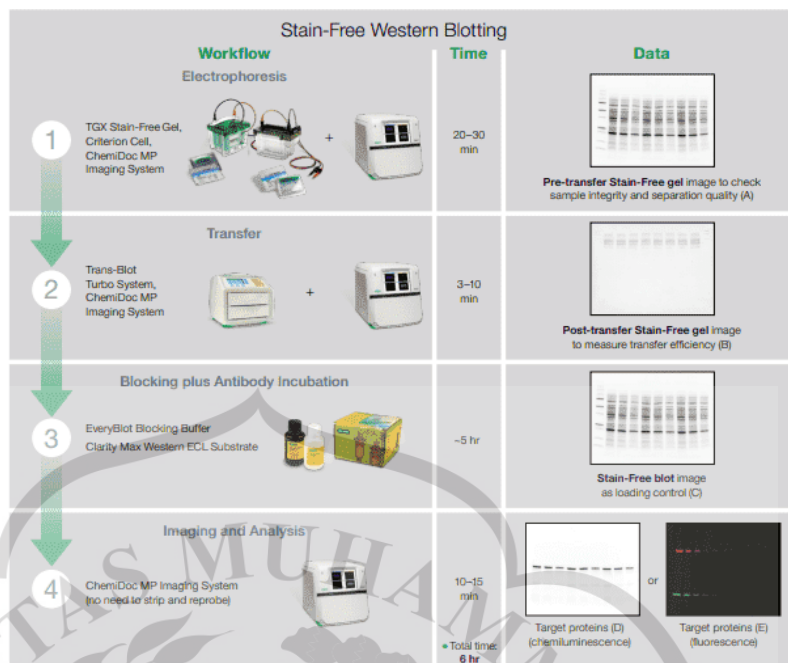 Stain-Free Western Blotting
Workflow
Time
Data
Electrophoresis
1
TGX Stain-Free Gel,
Criterion Cell,
ChemiDoc MP
Imaging System
+
20–30
min
Pre-transfer Stain-Free gel image to check
sample integrity and separation quality (A)
Transfer
2
Trans-Blot
Turbo System,
ChemiDoc MP
Imaging System
+
3–10
min
Post-transfer Stain-Free gel image
to measure transfer efficiency (B)
Blocking plus Antibody Incubation
3
EveryBlot Blocking Buffer
Clarity Max Western ECL Substrate
~5 hr
Stain-Free blot image
as loading control (C)
Imaging and Analysis
4
ChemiDoc MP Imaging System
(no need to strip and reprobe)
10–15
min
• Total time:
6 hr
or
Target proteins (D)
(chemiluminescence)
Target proteins (E)
(fluorescence)
TAS MUHAM